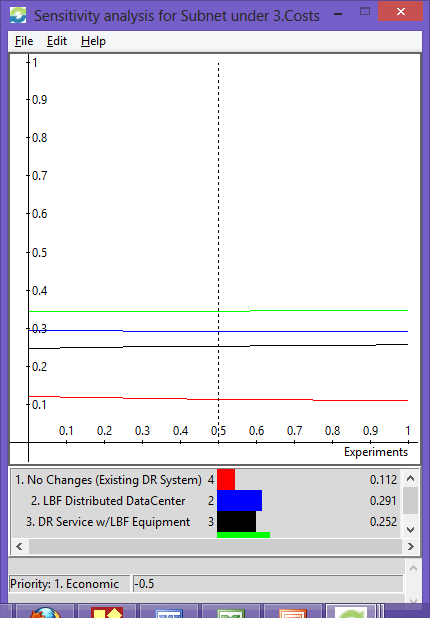 Sensitivity analysis for Subnet under 3.Costs
File Edit Help
1
0.9
0.8
0.7
0.6
0.5
0.4
0.3
0.2
0.1
0.1 0.2 0.3 0.4 0.5 0.6 0.7 0.8 0.9 1
Experiments
1. No Changes (Existing DR System) 4 0.112
2. LBF Distributed DataCenter 2 0.291
3. DR Service w/LBF Equipment 3 0.252
Priority: 1. Economic -0.5